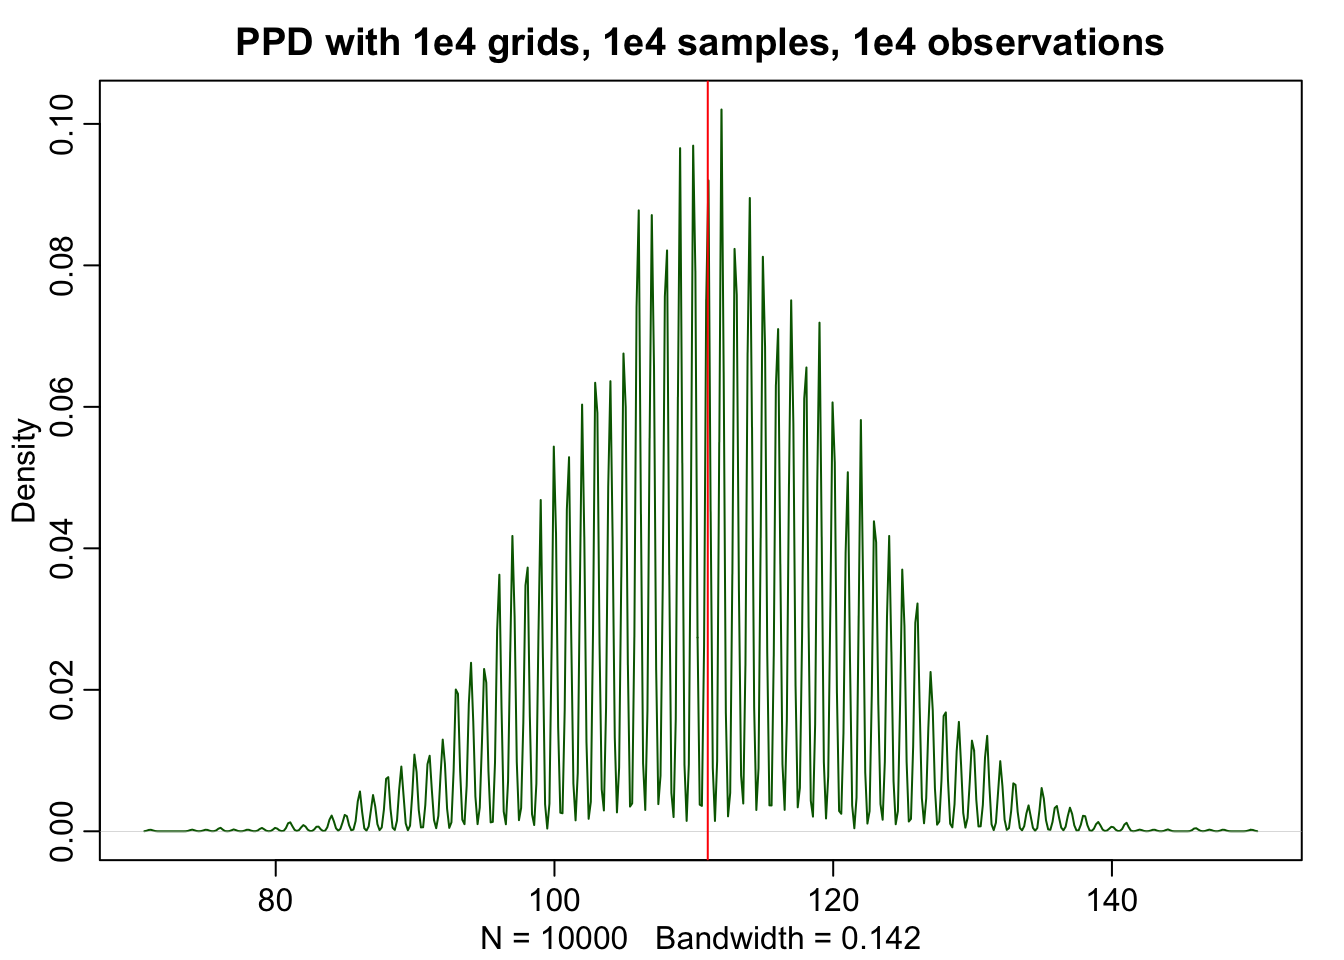 PPD with 1e4 grids, 1e4 samples, 1e4 observations
Density
0.10
0.08
0.06
0.04
0.02
0.00
80 100 120 140
N = 10000 Bandwidth = 0.142